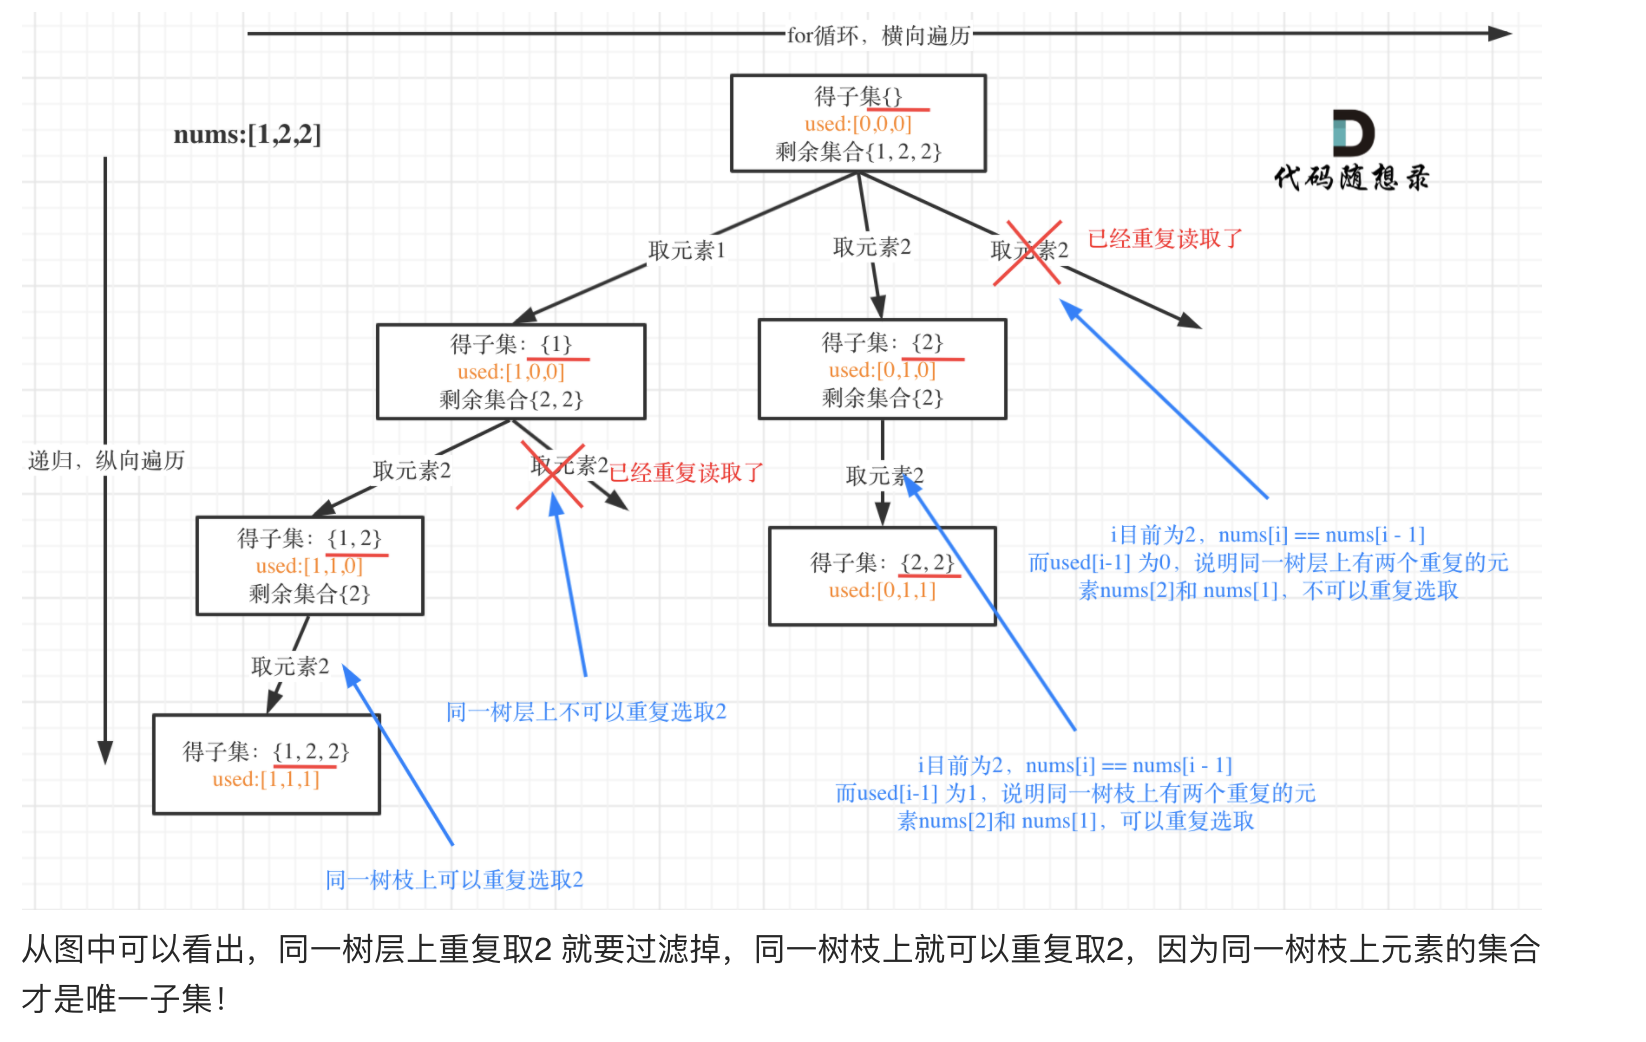 for循环，横向遍历
得子集{}
used:[0,0,0]
剩余集合{1, 2, 2}
nums:[1,2,2]
代码随想录
取元素1
取元素2
取元素2
已经重复读取了
得子集：{1}
used:[1,0,0]
剩余集合{2, 2}
得子集：{2}
used:[0,1,0]
剩余集合{2}
递归，纵向遍历
取元素2
取元素2
已经重复读取了
取元素2
得子集：{1, 2}
used:[1,1,0]
剩余集合{2}
得子集：{2, 2}
used:[0,1,1]
i目前为2，nums[i] == nums[i - 1]
而used[i-1] 为0，说明同一树层上有两个重复的元
素nums[2]和 nums[1]，不可以重复选取
取元素2
同一树层上不可以重复选取2
得子集：{1, 2, 2}
used:[1,1,1]
i目前为2，nums[i] == nums[i - 1]
而used[i-1] 为1，说明同一树枝上有两个重复的元
素nums[2]和 nums[1]，可以重复选取
同一树枝上可以重复选取2
从图中可以看出，同一树层上重复取2 就要过滤掉，同一树枝上就可以重复取2，因为同一树枝上元素的集合
才是唯一子集！